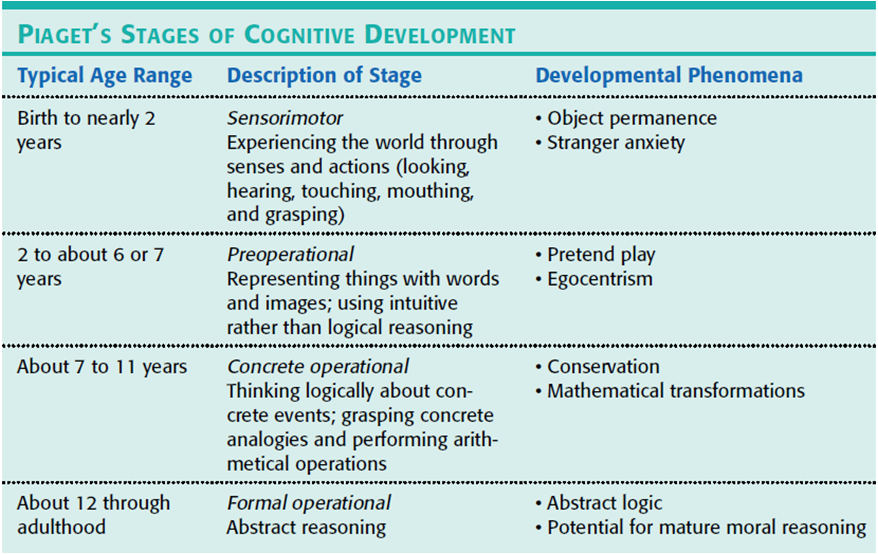 PIAGET'S STAGES OF COGNITIVE DEVELOPMENT
Typical Age Range Description of Stage Developmental Phenomena
Birth to nearly 2 years
Sensorimotor
Experiencing the world through
senses and actions (looking,
hearing, touching, mouthing,
and grasping)
• Object permanence
• Stranger anxiety
2 to about 6 or 7
years
Preoperational
Representing things with words
and images; using intuitive
rather than logical reasoning
• Pretend play
• Egocentrism
About 7 to 11 years
Concrete operational
Thinking logically about con-
crete events; grasping concrete
analogies and performing arith-
metical operations
• Conservation
• Mathematical transformations
About 12 through
adulthood
Formal operational
Abstract reasoning
• Abstract logic
• Potential for mature moral reasoning